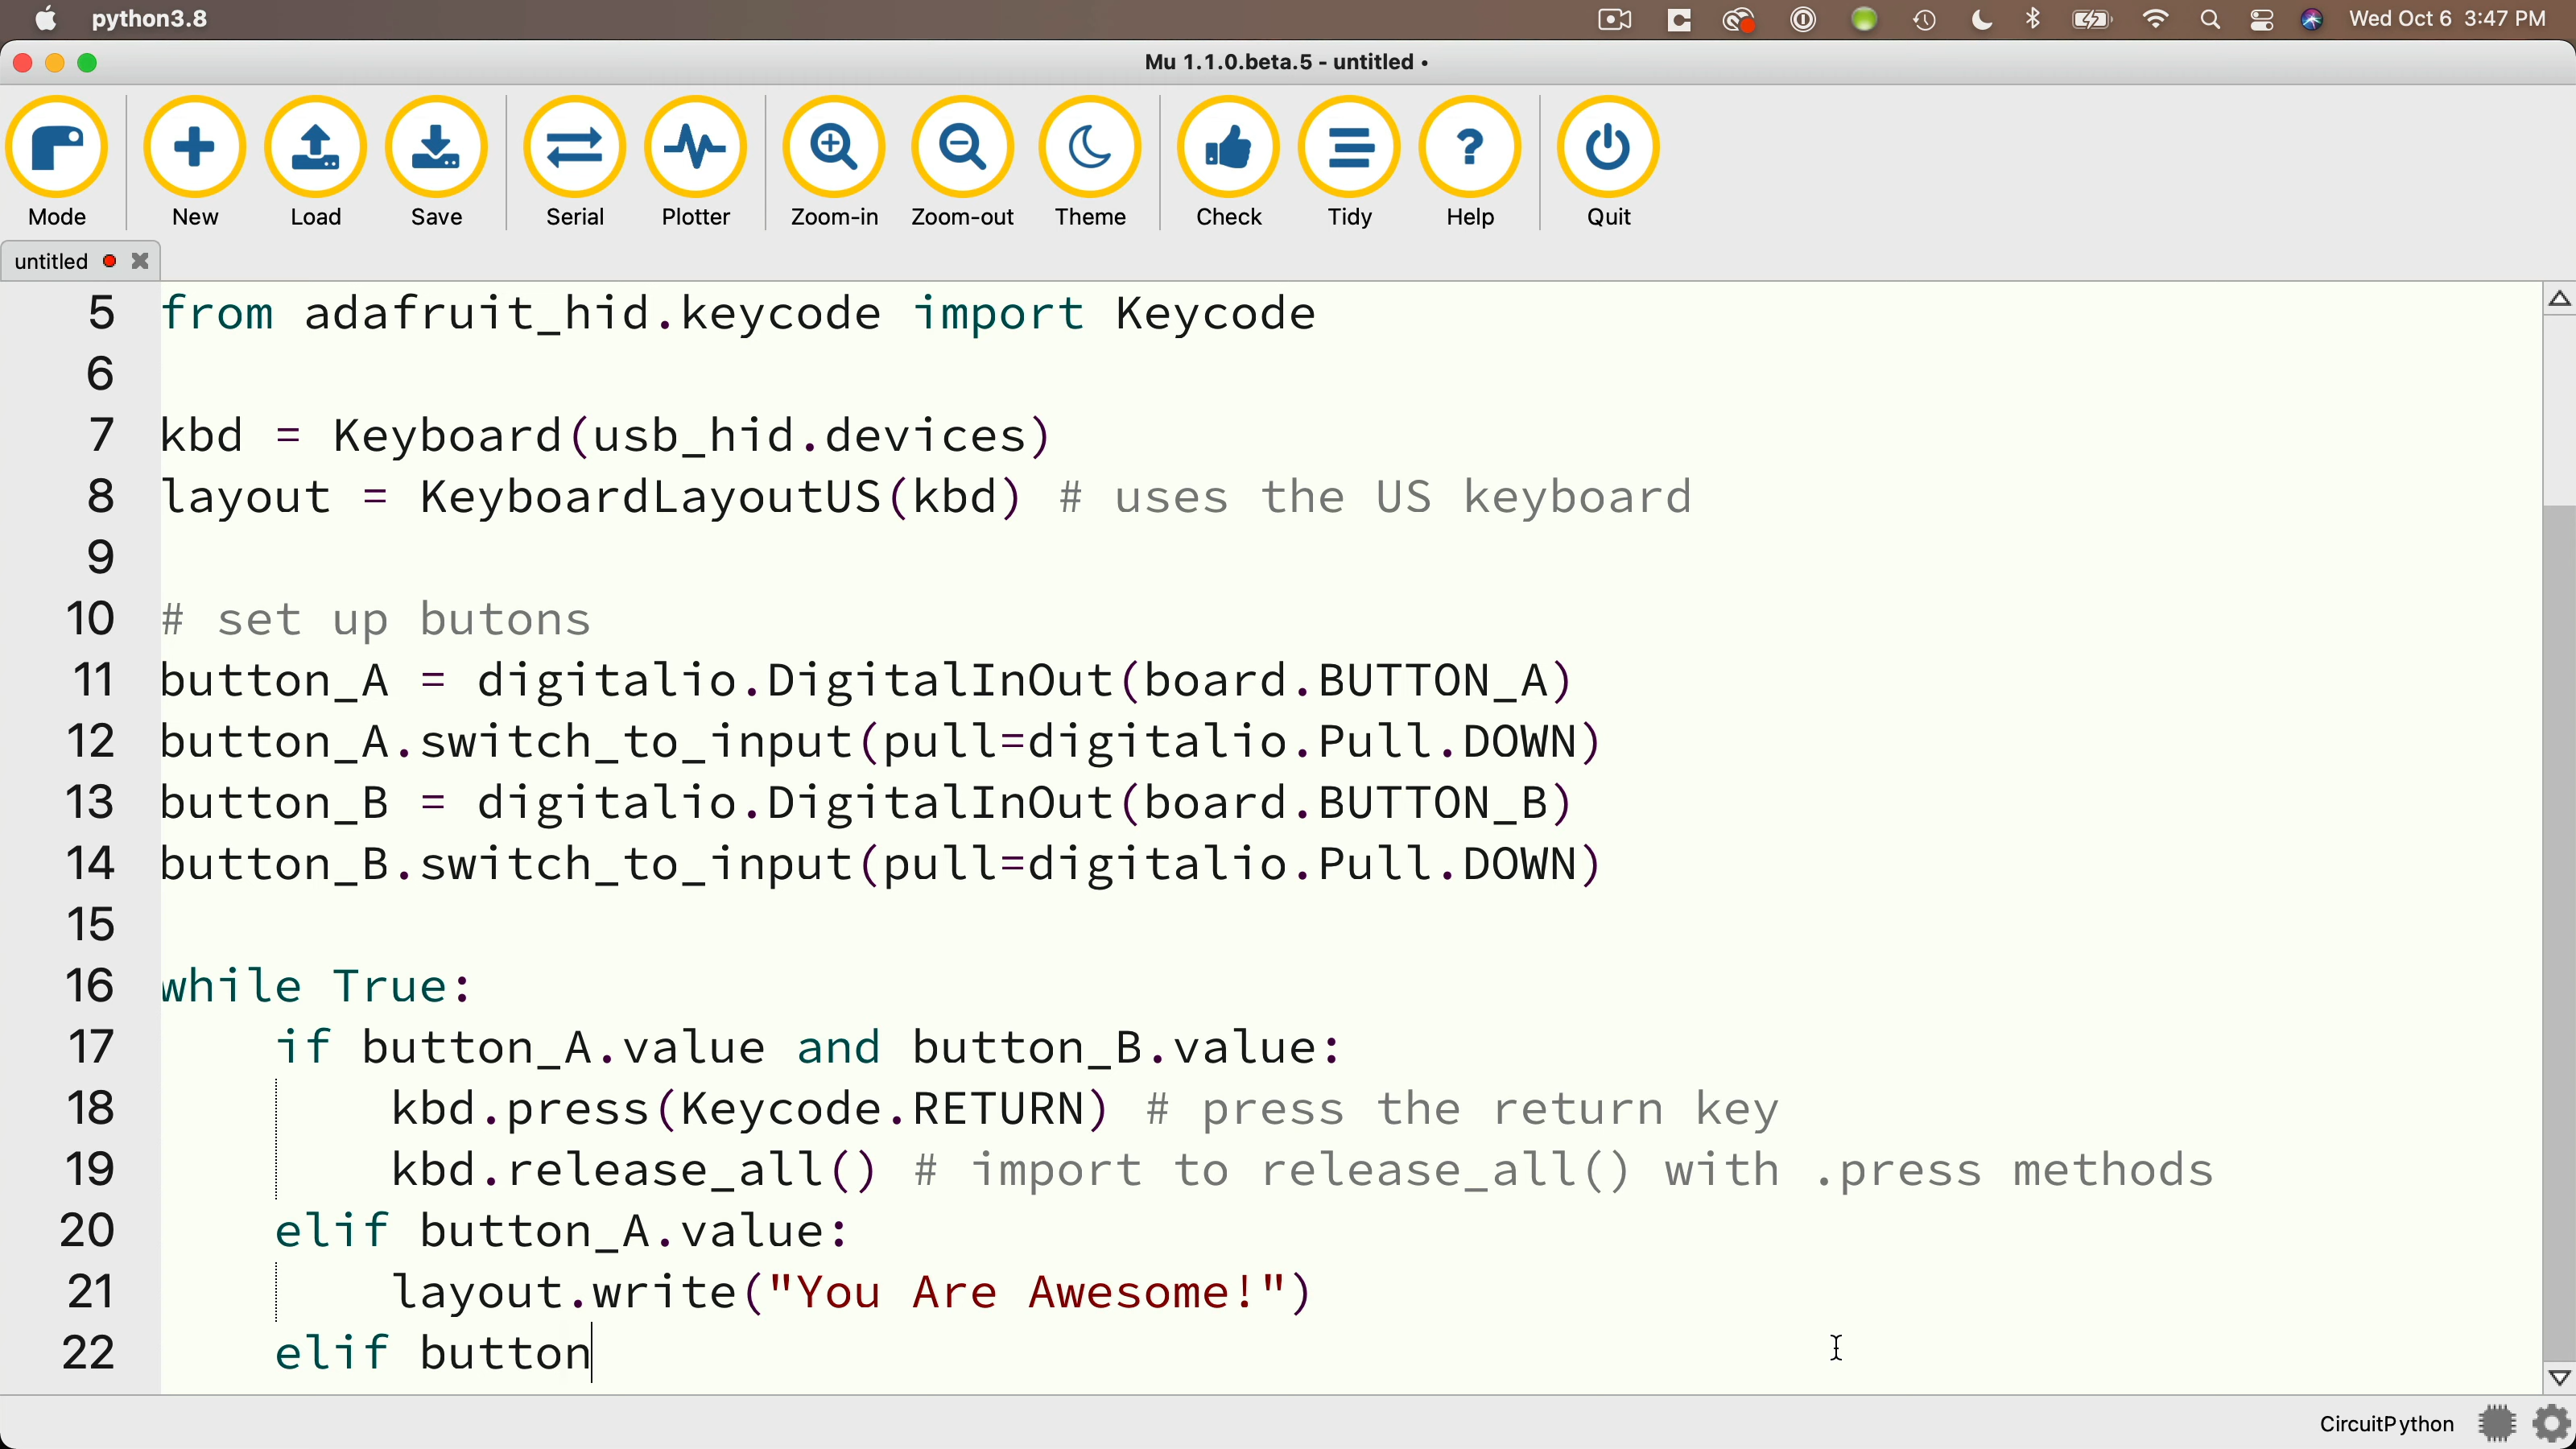 python3.8
Wed Oct 6 3:47 PM
Mu 1.1.0.beta.5 - untitled •
Mode New Load Save Serial Plotter Zoom-in Zoom-out Theme Check Tidy Help Quit
untitled
5 from adafruit_hid.keycode import Keycode
6
7 kbd = Keyboard(usb_hid.devices)
8 layout = KeyboardLayoutUS(kbd) # uses the US keyboard
9
10 # set up butons
11 button_A = digitalio.DigitalInOut(board.BUTTON_A)
12 button_A.switch_to_input(pull=digitalio.Pull.DOWN)
13 button_B = digitalio.DigitalInOut(board.BUTTON_B)
14 button_B.switch_to_input(pull=digitalio.Pull.DOWN)
15
16 while True:
17 if button_A.value and button_B.value:
18 kbd.press(Keycode.RETURN) # press the return key
19 kbd.release_all() # import to release_all() with .press methods
20 elif button_A.value:
21 layout.write("You Are Awesome!")
22 elif button
CircuitPython